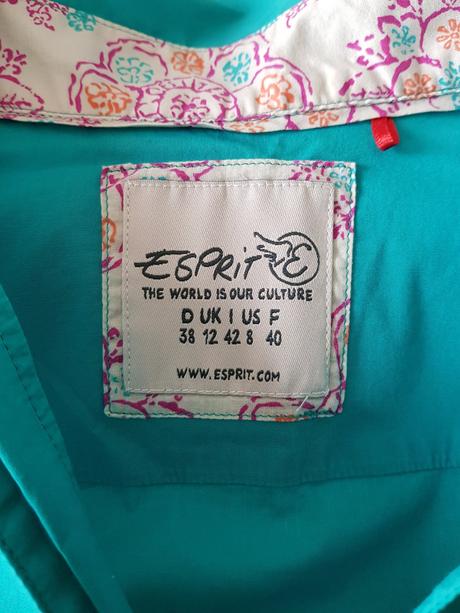 ESPRIT E
THE WORLD IS OUR CULTURE
D UK I US F
38 12 42 8 40
WWW.ESPRIT.COM